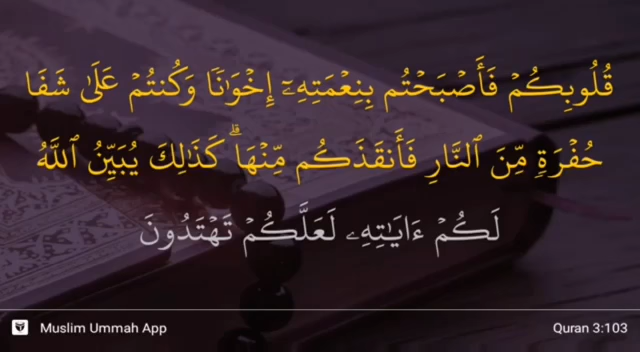 قُلُوبِكُمۡ فَأَصۡبَحۡتُم بِنِعۡمَتِهِۦٓ إِخۡوَٰنٗا وَكُنتُمۡ عَلَىٰ شَفَا
حُفۡرَةٖ مِّنَ ٱلنَّارِ فَأَنقَذَكُم مِّنۡهَاۗ كَذَٰلِكَ يُبَيِّنُ ٱللَّهُ
لَكُمۡ ءَايَٰتِهِۦ لَعَلَّكُمۡ تَهۡتَدُونَ
Muslim Ummah App Quran 3:103